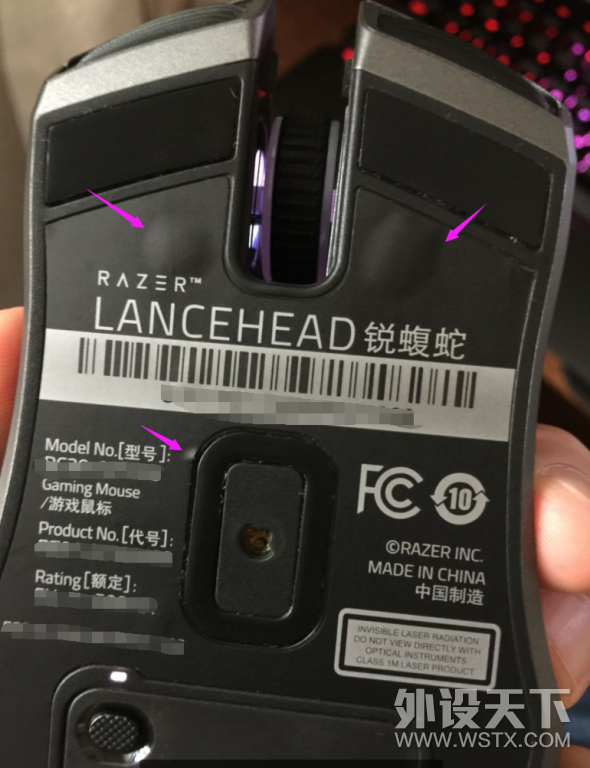 RAZER™
LANCEHEAD 锐蝮蛇
Model No.[型号]:
Gaming Mouse
/游戏鼠标
Product No.[代号]:
Rating[额定]:
FC
10
©RAZER INC.
MADE IN CHINA
中国制造
INVISIBLE LASER RADIATION
DO NOT VIEW DIRECTLY WITH
OPTICAL INSTRUMENTS
CLASS 1M LASER PRODUCT
外设天下
WWW.WSTX.COM